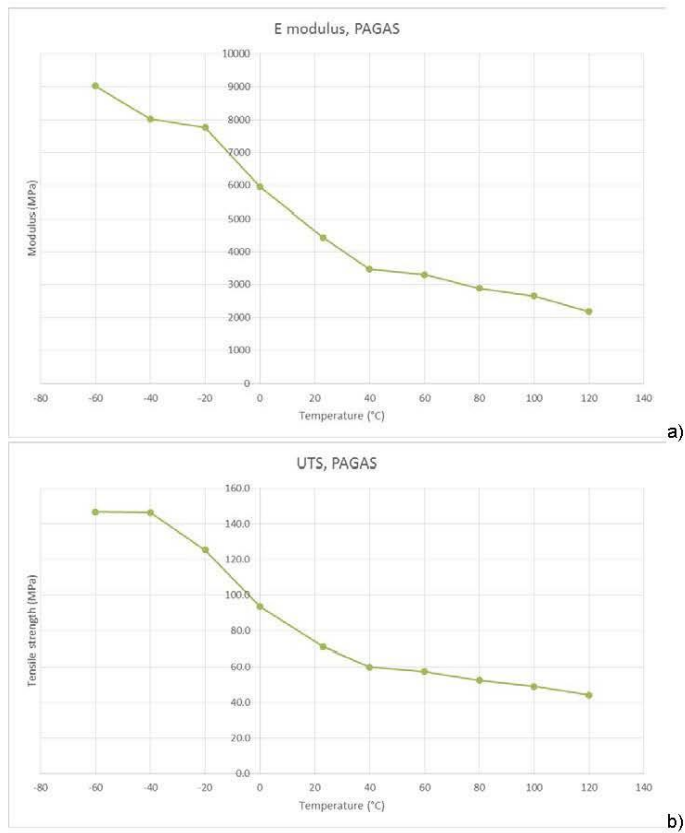 E modulus, PAGAS
10000
9000
8000
7000
6000
5000
4000
3000
2000
1000
0
Modulus (MPa)
-80 -60 -40 -20 0 20 40 60 80 100 120 140
Temperature (°C)
a)
UTS, PAGAS
160.0
140.0
120.0
100.0
80.0
60.0
40.0
20.0
0.0
Tensile strength (MPa)
-80 -60 -40 -20 0 20 40 60 80 100 120 140
Temperature (°C)
b)